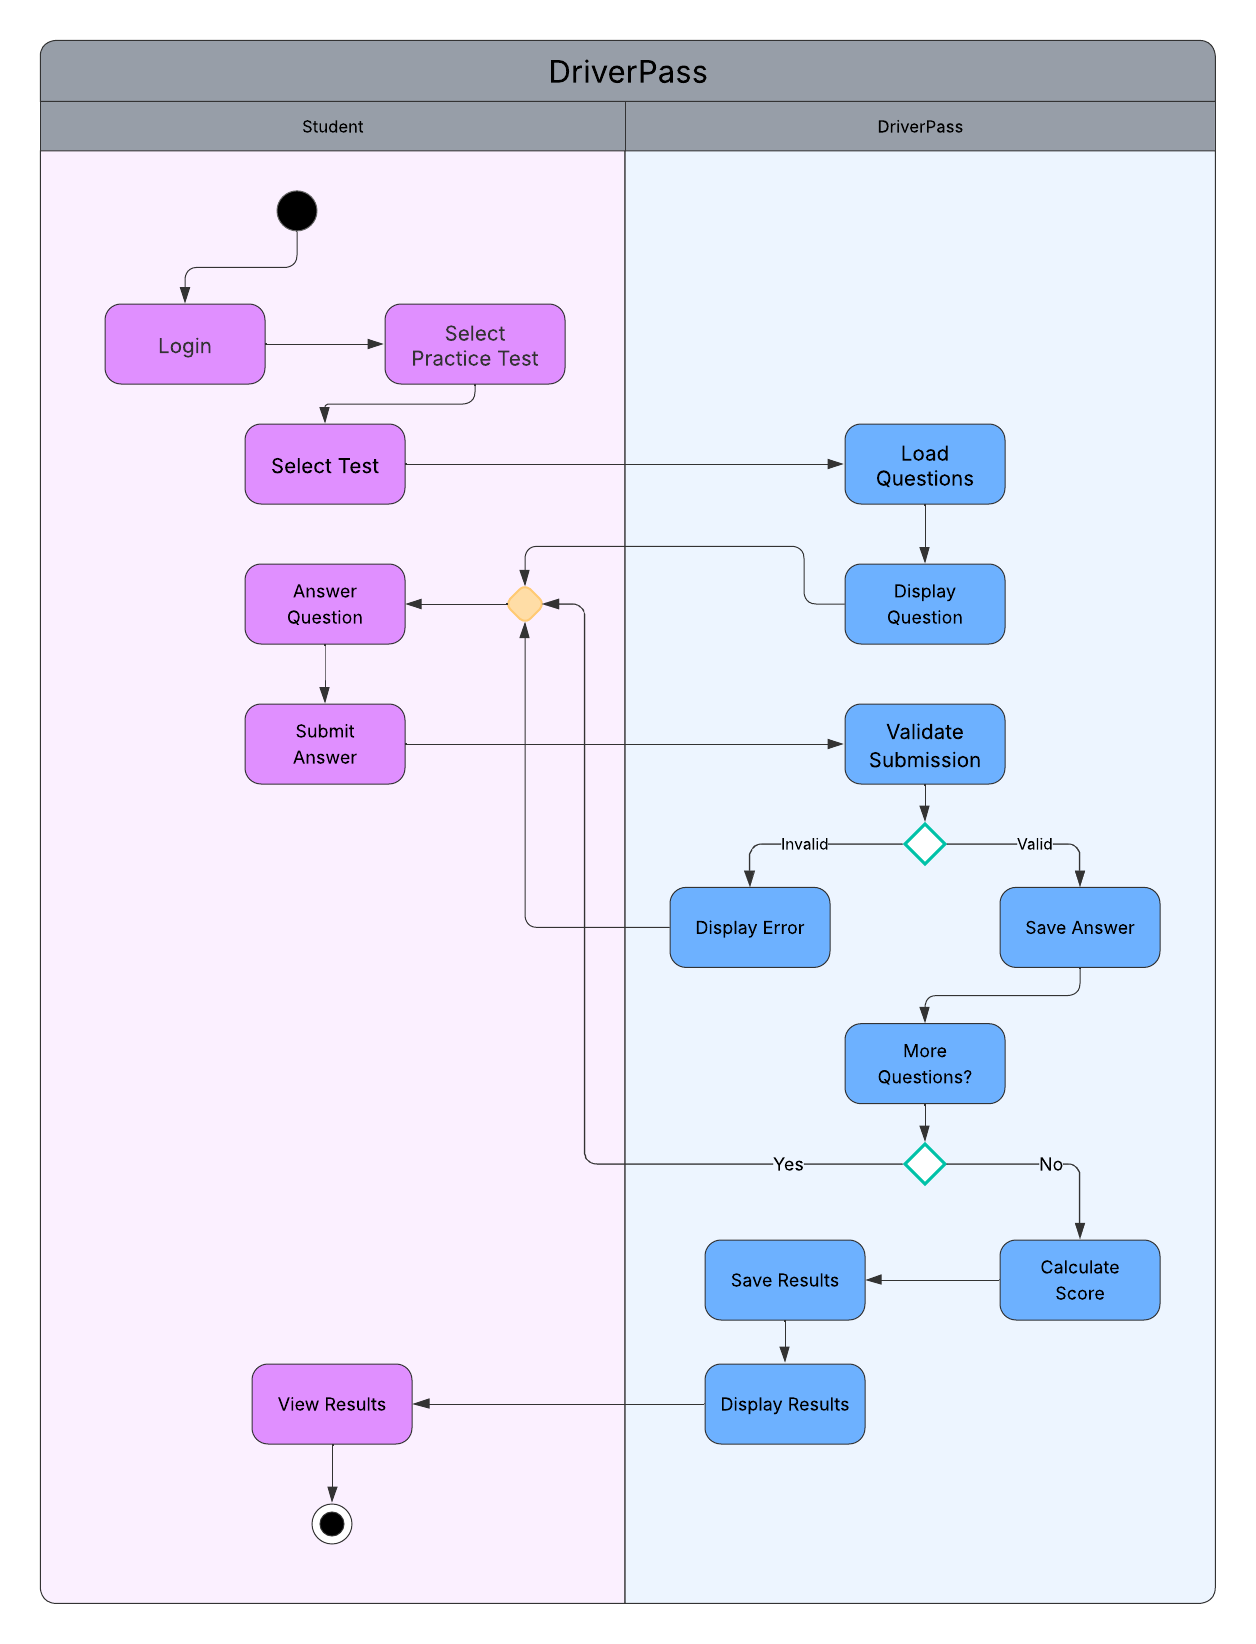 DriverPass
Student
DriverPass
Login
Select
Practice Test
Select Test
Load
Questions
Answer
Question
Display
Question
Submit
Answer
Validate
Submission
Invalid
Valid
Display Error
Save Answer
More
Questions?
Yes
No
Save Results
Calculate
Score
View Results
Display Results